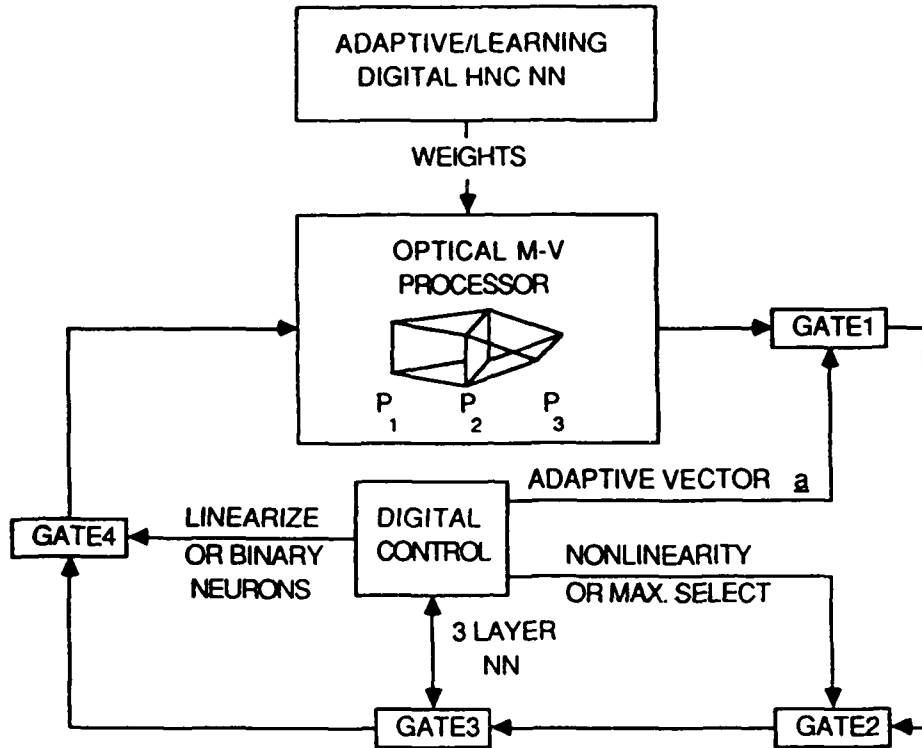 ADAPTIVE/LEARNING
DIGITAL HNC NN
WEIGHTS
OPTICAL M-V
PROCESSOR
P1 P2 P3
GATE1
ADAPTIVE VECTOR a
DIGITAL
CONTROL
LINEARIZE
OR BINARY
NEURONS
GATE4
NONLINEARITY
OR MAX. SELECT
3 LAYER
NN
GATE3
GATE2